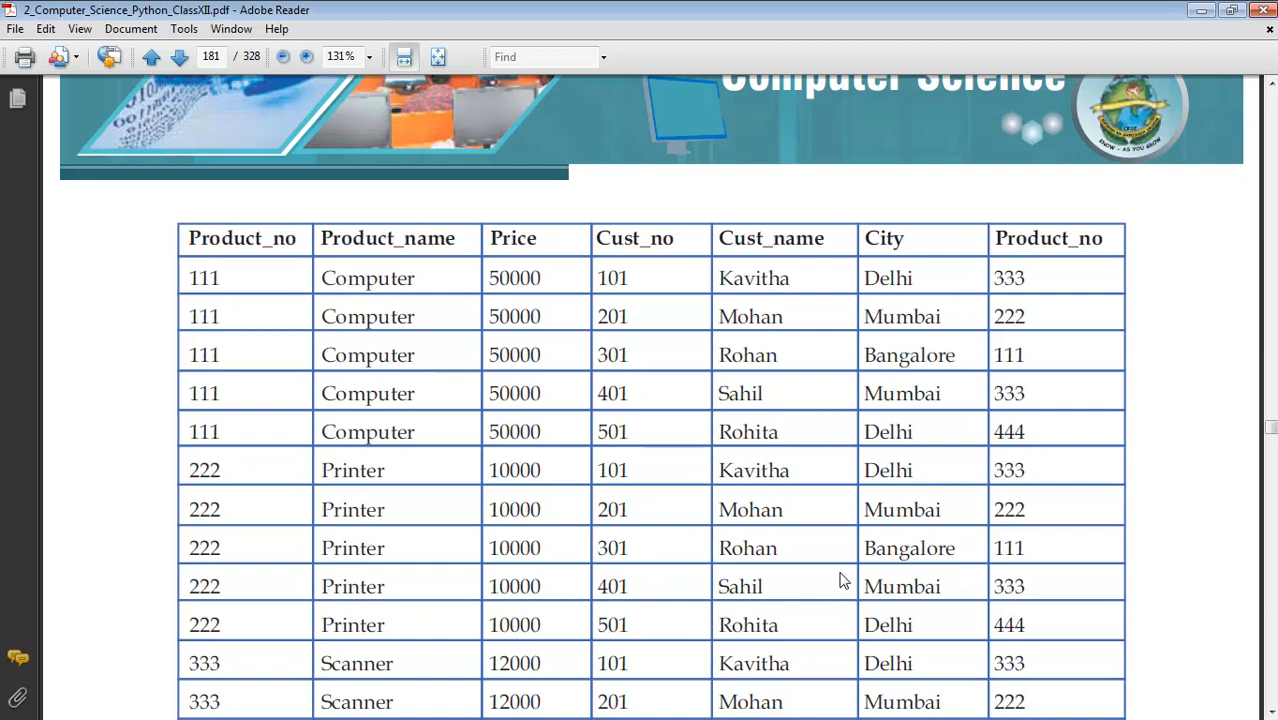 2_Computer_Science_Python_ClassXII.pdf - Adobe Reader
File Edit View Document Tools Window Help
181 / 328 131% Find
Computer Science
KNOW - AS YOU GROW
Product_no Product_name Price Cust_no Cust_name City Product_no
111 Computer 50000 101 Kavitha Delhi 333
111 Computer 50000 201 Mohan Mumbai 222
111 Computer 50000 301 Rohan Bangalore 111
111 Computer 50000 401 Sahil Mumbai 333
111 Computer 50000 501 Rohita Delhi 444
222 Printer 10000 101 Kavitha Delhi 333
222 Printer 10000 201 Mohan Mumbai 222
222 Printer 10000 301 Rohan Bangalore 111
222 Printer 10000 401 Sahil Mumbai 333
222 Printer 10000 501 Rohita Delhi 444
333 Scanner 12000 101 Kavitha Delhi 333
333 Scanner 12000 201 Mohan Mumbai 222